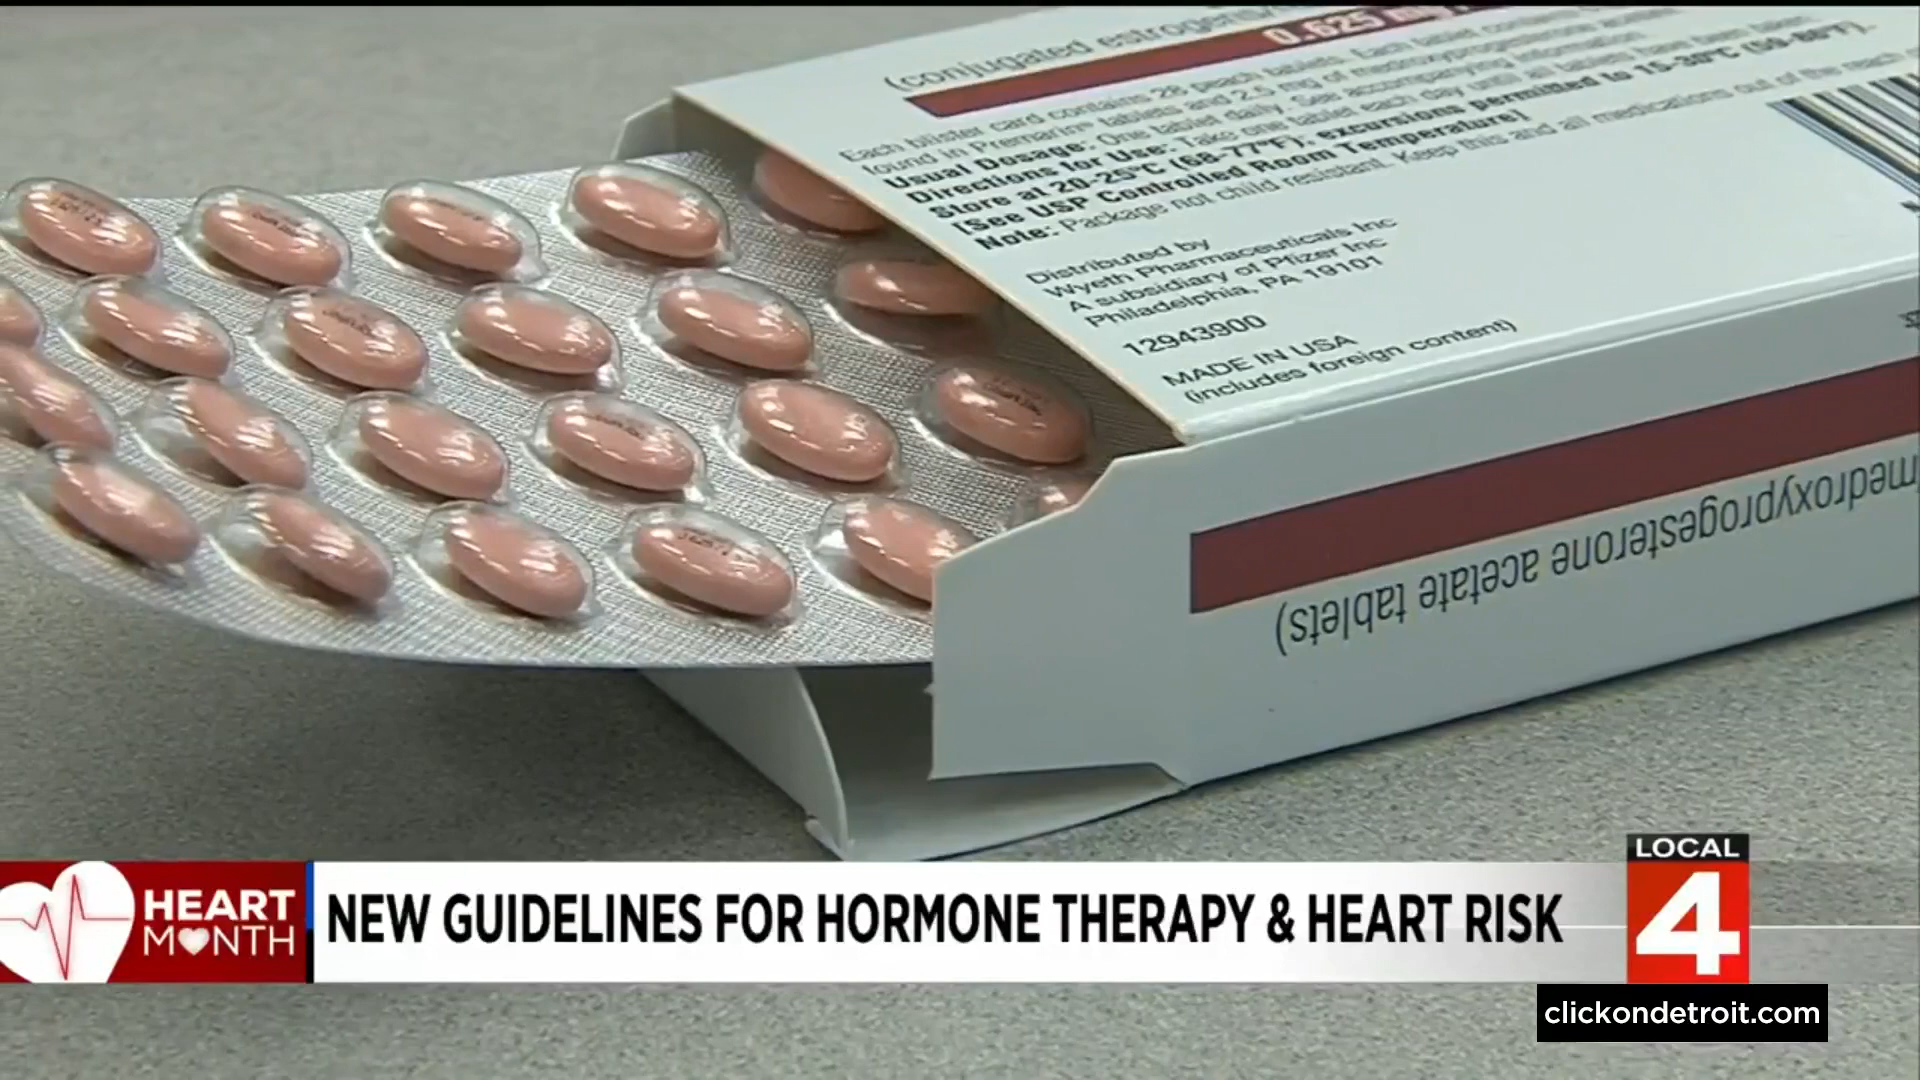 (conjugated estrogens/
0.625 mg
Each blister card contains 28 peach tablets. Each tablet contains
found in Premarin® tablets and 2.5 mg of medroxyprogesterone acetate
Usual Dosage: One tablet daily. See accompanying information.
Directions for Use: Take one tablet each day until all tablets have been taken.
Store at 20-25°C (68-77°F), excursions permitted to 15-30°C (59-86°F).
[See USP Controlled Room Temperature]
Note: Package not child resistant. Keep this and all medications out of the reach
Distributed by
Wyeth Pharmaceuticals Inc
A subsidiary of Pfizer Inc
Philadelphia, PA 19101
12943900
MADE IN USA
(includes foreign content)
/medroxyprogesterone acetate tablets)
HEART
MONTH
NEW GUIDELINES FOR HORMONE THERAPY & HEART RISK
LOCAL
4
clickondetroit.com